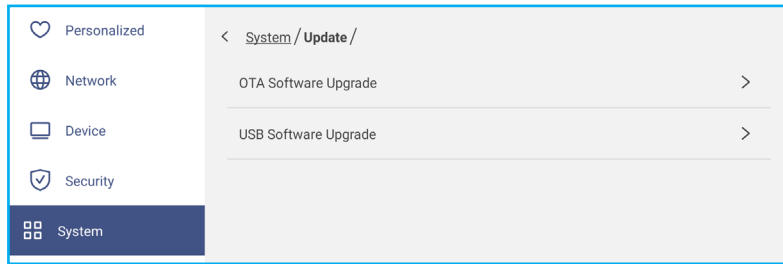 Personalized
Network
Device
Security
System
< System / Update /
OTA Software Upgrade >
USB Software Upgrade >